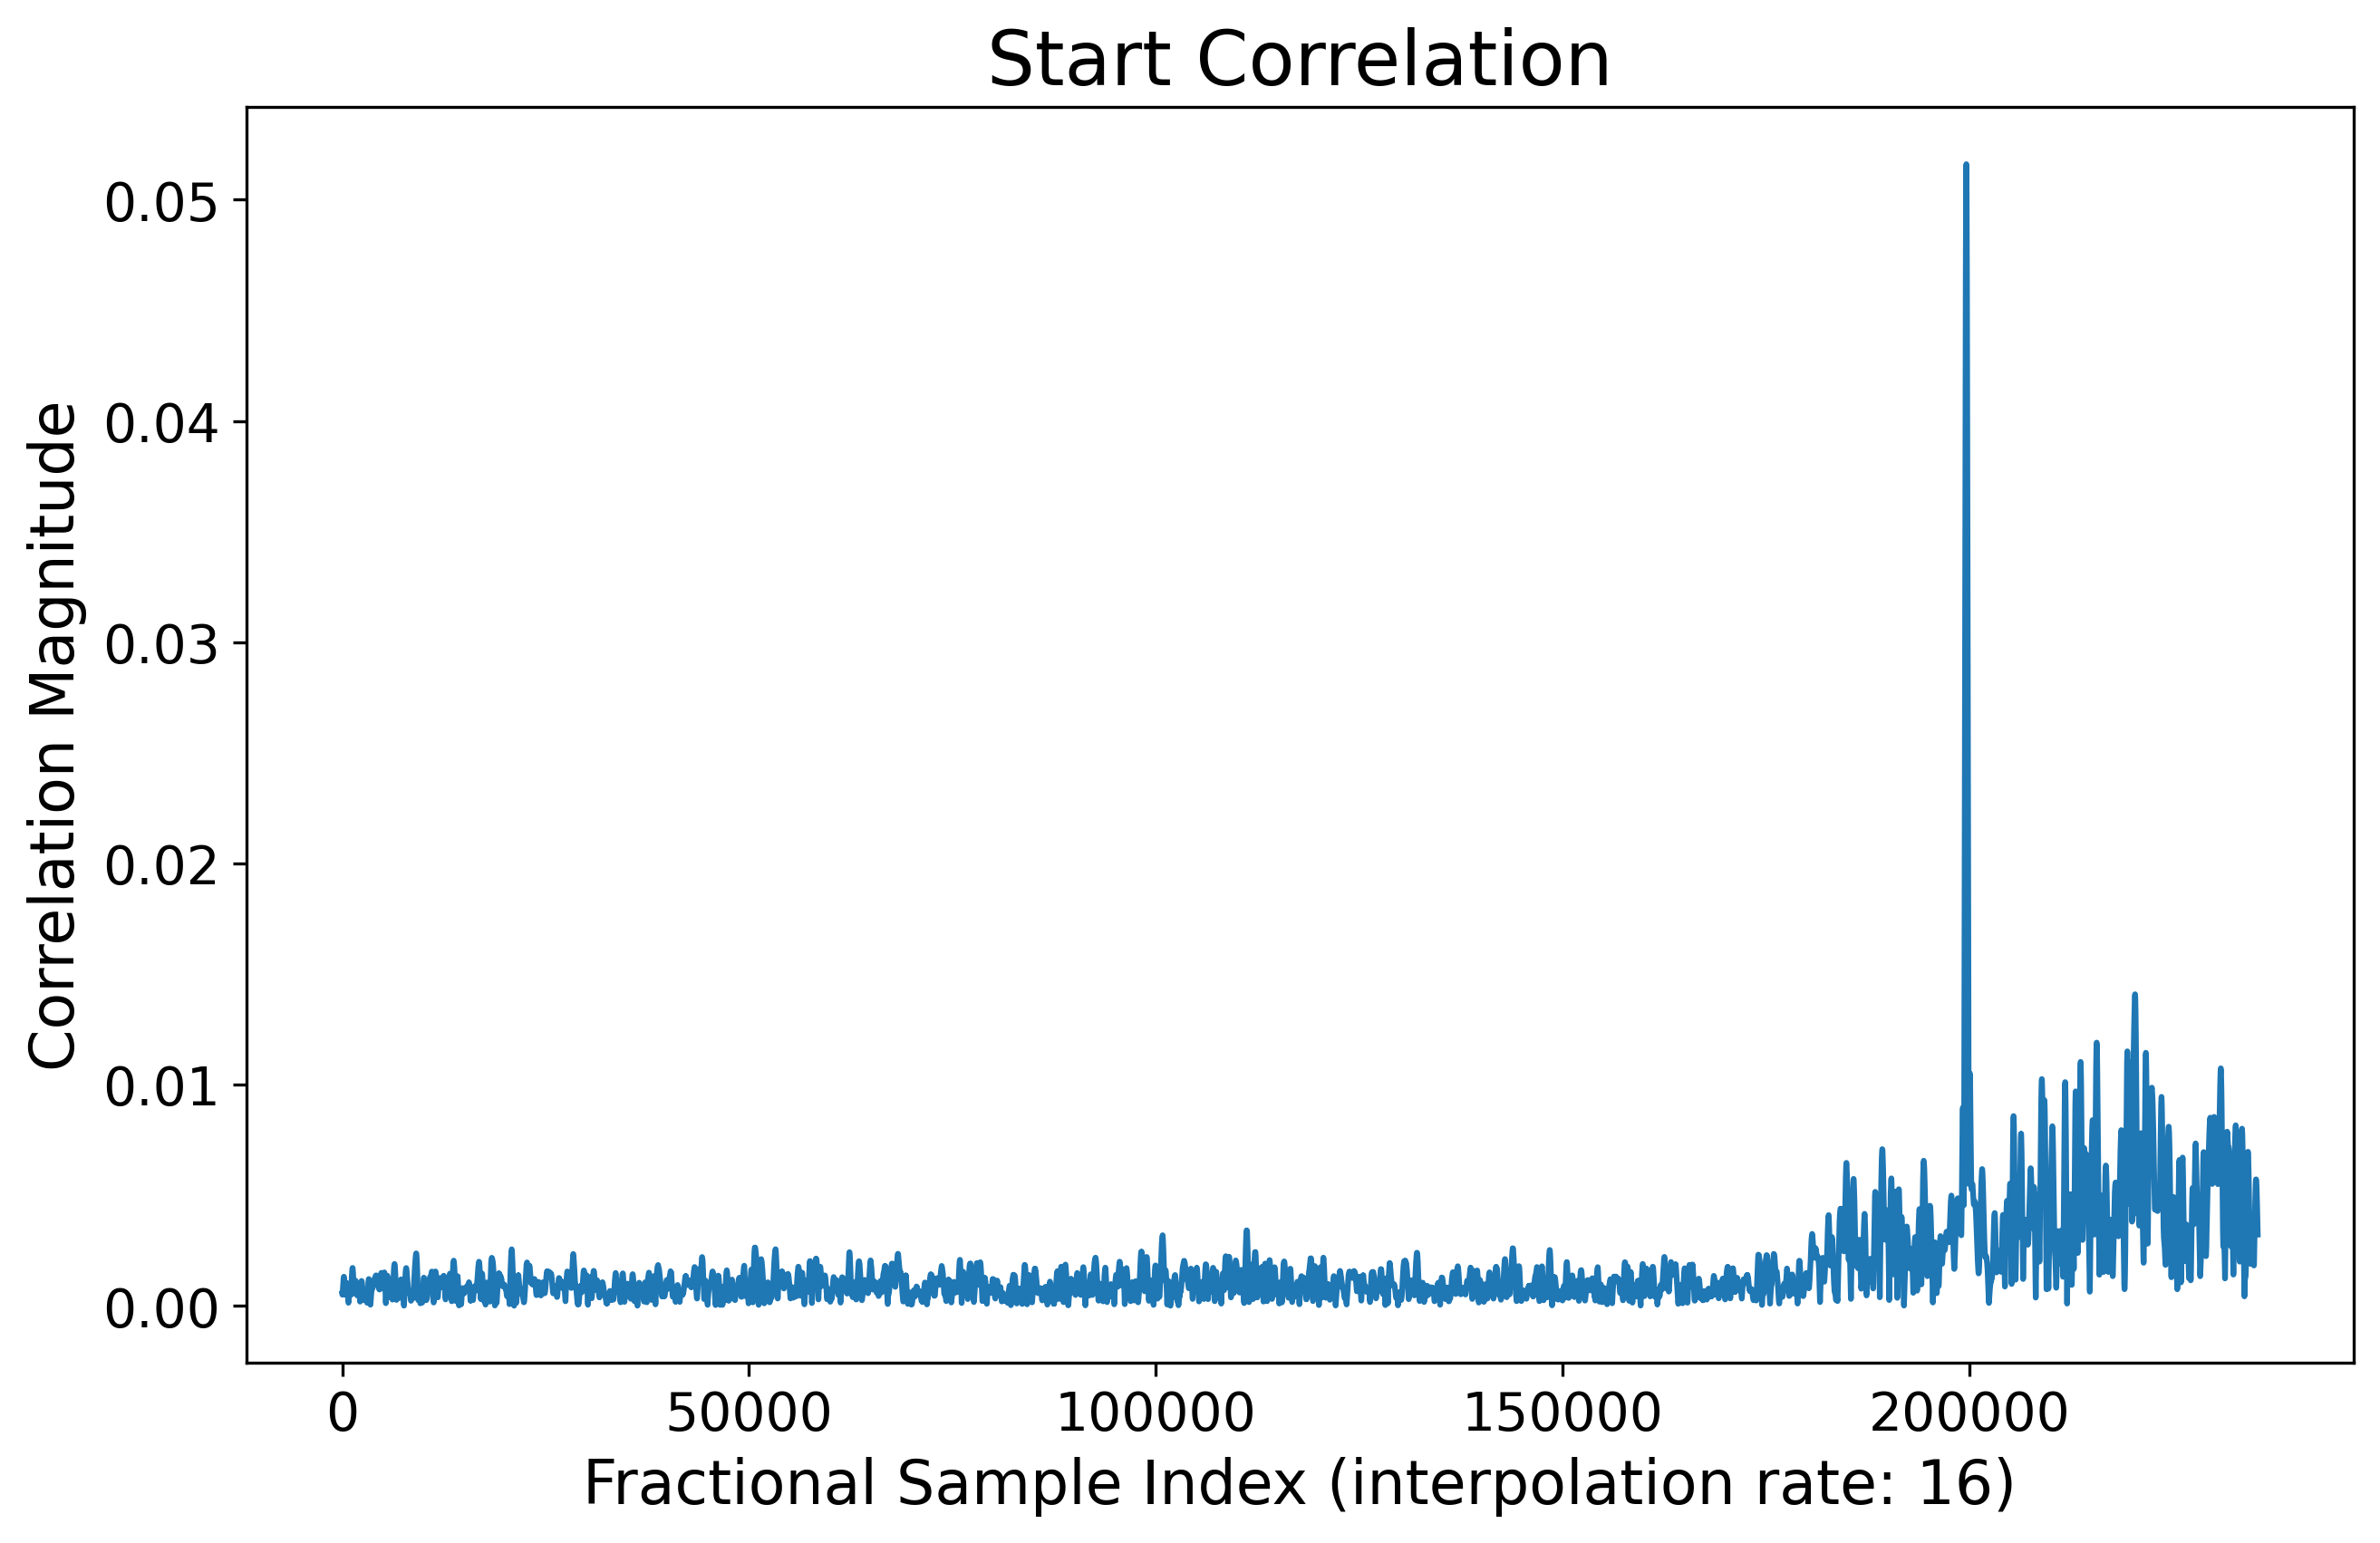 Start Correlation
Correlation Magnitude
0.05
0.04
0.03
0.02
0.01
0.00
0 50000 100000 150000 200000
Fractional Sample Index (interpolation rate: 16)